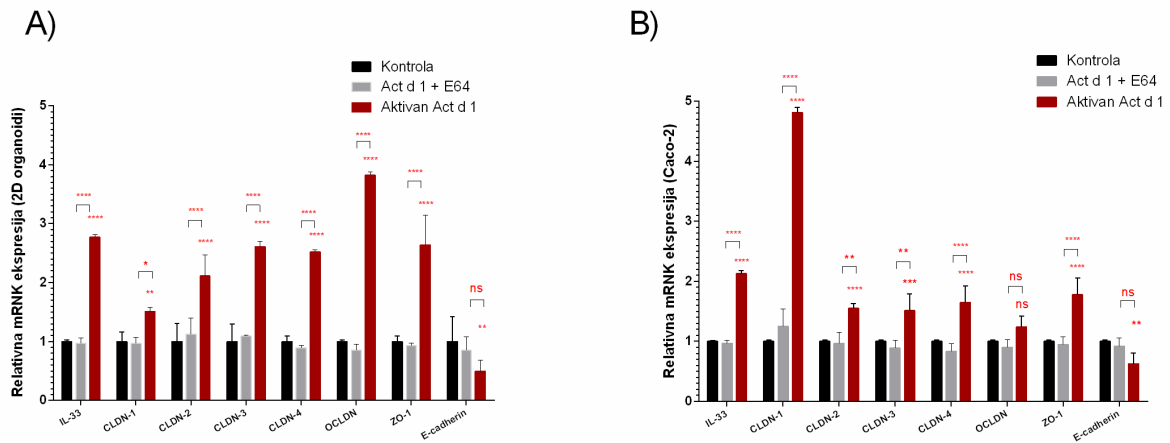 A)
Kontrola
Act d 1 + E64
Aktivan Act d 1
Relativna mRNK ekspresija (2D organoidi)
5
4
3
2
1
0
**** **** * ** **** **** **** **** **** **** **** **** **** **** ns **
IL-33 CLDN-1 CLDN-2 CLDN-3 CLDN-4 OCLDN ZO-1 E-cadherin
B)
Kontrola
Act d 1 + E64
Aktivan Act d 1
Relativna mRNK ekspresija (Caco-2)
5
4
3
2
1
0
**** **** **** **** ** **** ** *** **** **** ns ns **** **** ns **
IL-33 CLDN-1 CLDN-2 CLDN-3 CLDN-4 OCLDN ZO-1 E-cadherin